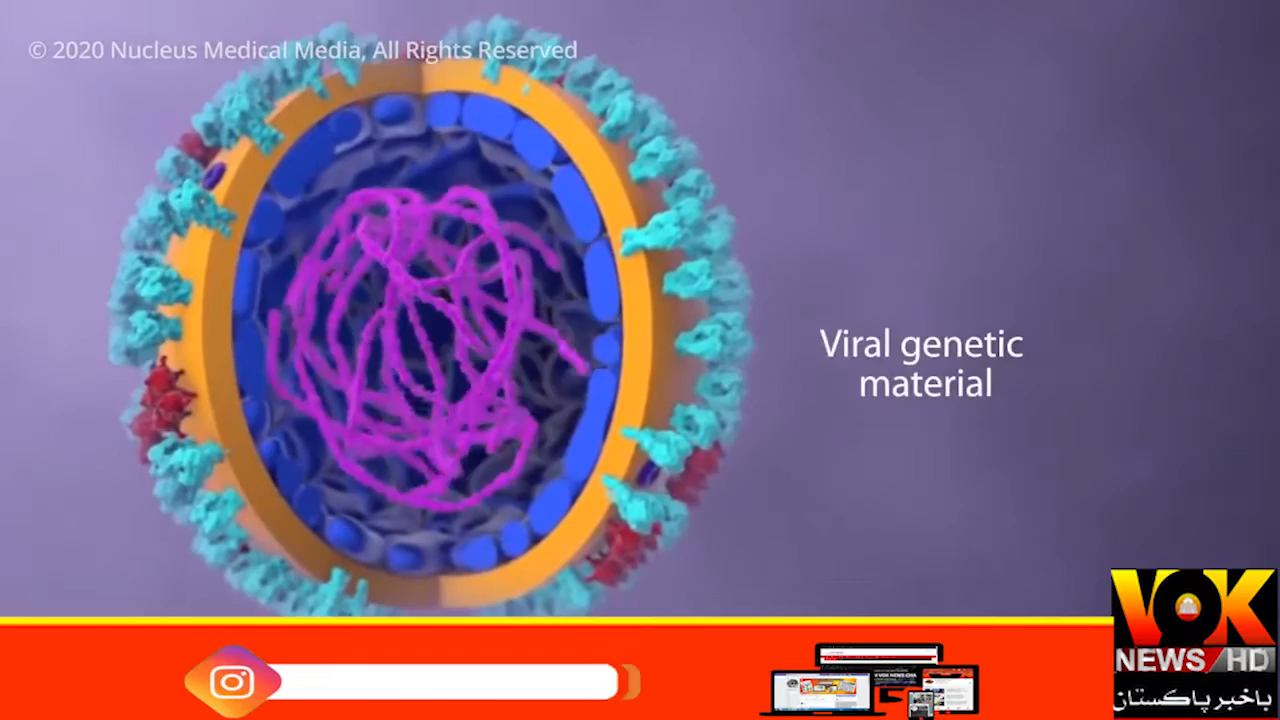 © 2020 Nucleus Medical Media, All Rights Reserved
Viral genetic
material
VOK
NEWS/HD
باخبر پاکستان